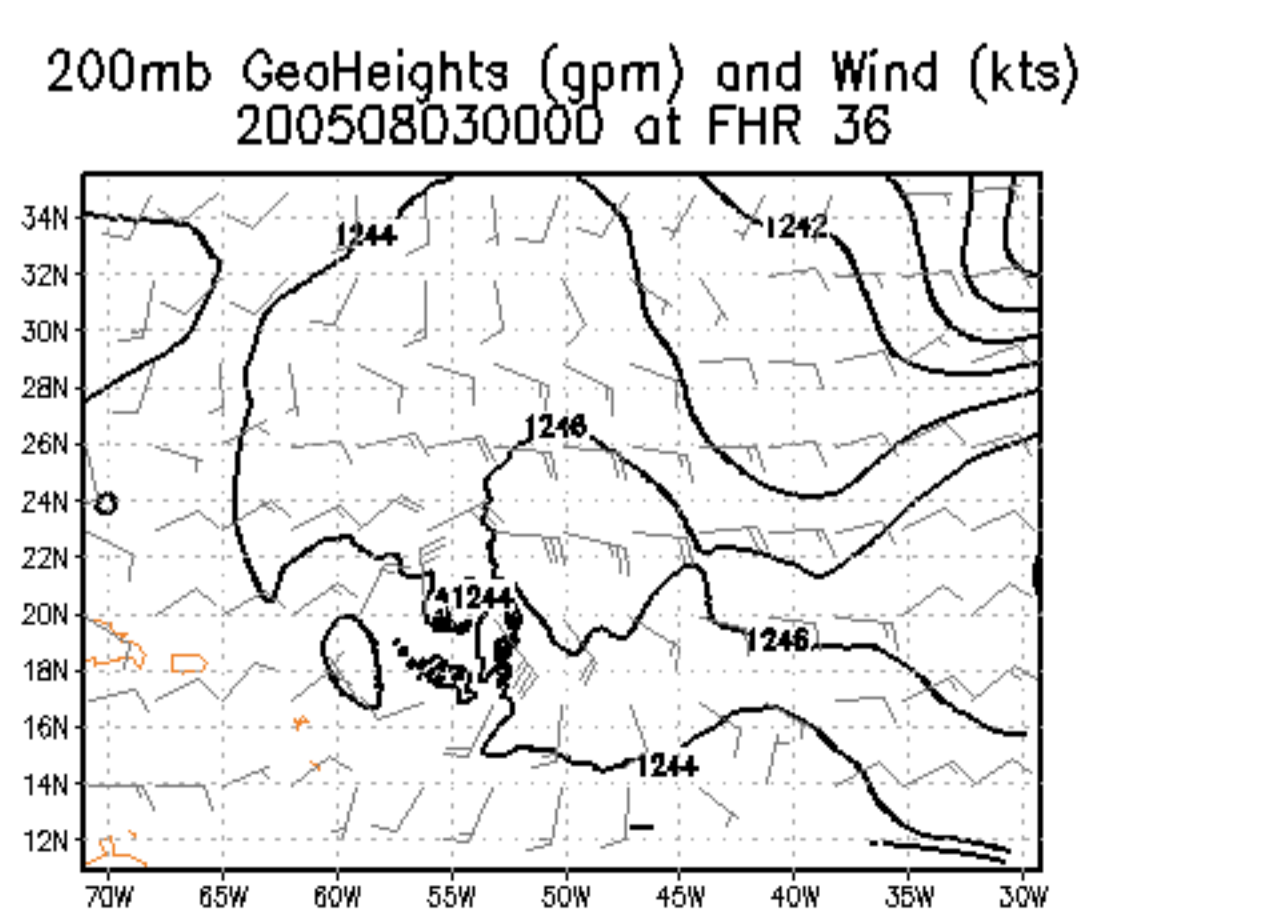 200mb GeoHeights (gpm) and Wind (kts)
200508030000 at FHR 36
34N
1244
1242
32N
30N
28N
1246
26N
24N
22N
1244
20N
1246
18N
16N
1244
14N
12N
70W 65W 60W 55W 50W 45W 40W 35W 30W